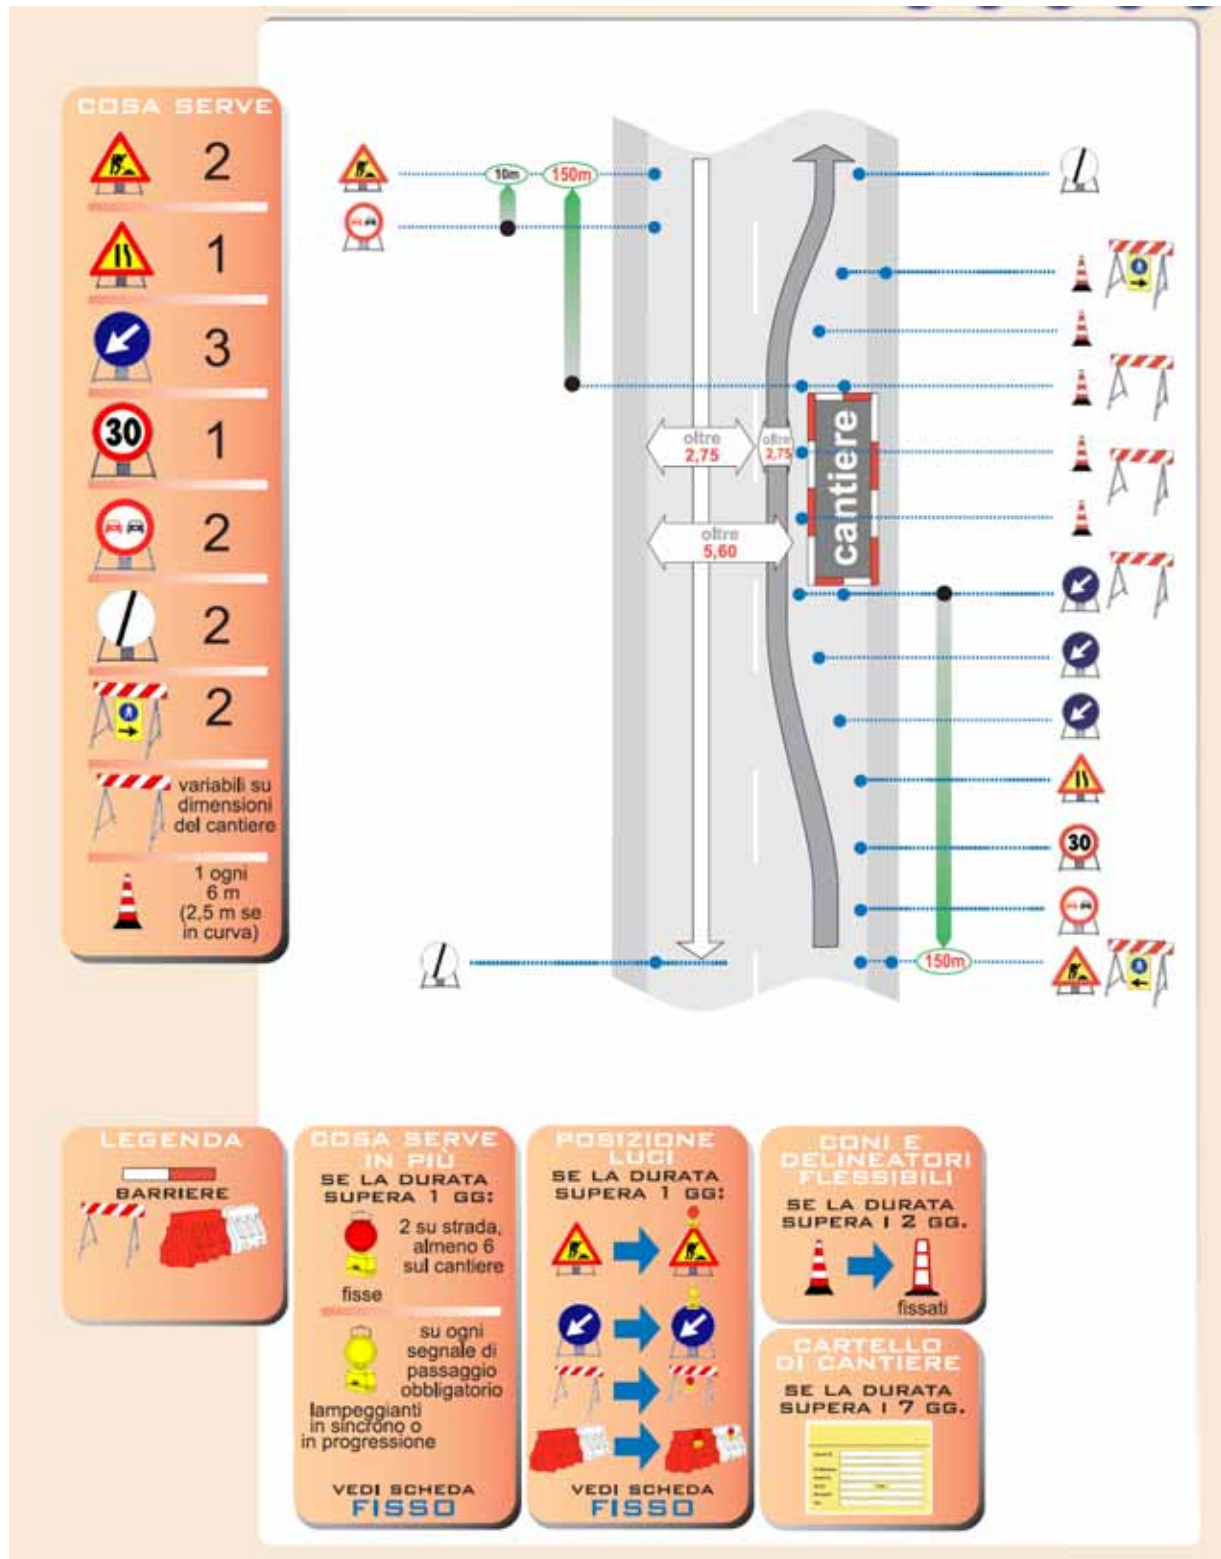 COSA SERVE
2
1
3
30
1
2
2
2
variabili su
dimensioni
del cantiere
1 ogni
6 m
(2,5 m se
in curva)
10m
150m
oltre
2,75
oltre
2,75
oltre
5,60
cantiere
30
150m
LEGENDA
BARRIERE
COSA SERVE
IN PIÙ
SE LA DURATA
SUPERA 1 GG:
2 su strada,
almeno 6
sul cantiere
fisse
su ogni
segnale di
passaggio
obbligatorio
lampeggianti
in sincrono o
in progressione
VEDI SCHEDA
FISSO
POSIZIONE
LUCI
SE LA DURATA
SUPERA 1 GG:
VEDI SCHEDA
FISSO
CONI E
DELINEATORI
FLESSIBILI
SE LA DURATA
SUPERA I 2 GG.
fissati
CARTELLO
DI CANTIERE
SE LA DURATA
SUPERA I 7 GG.